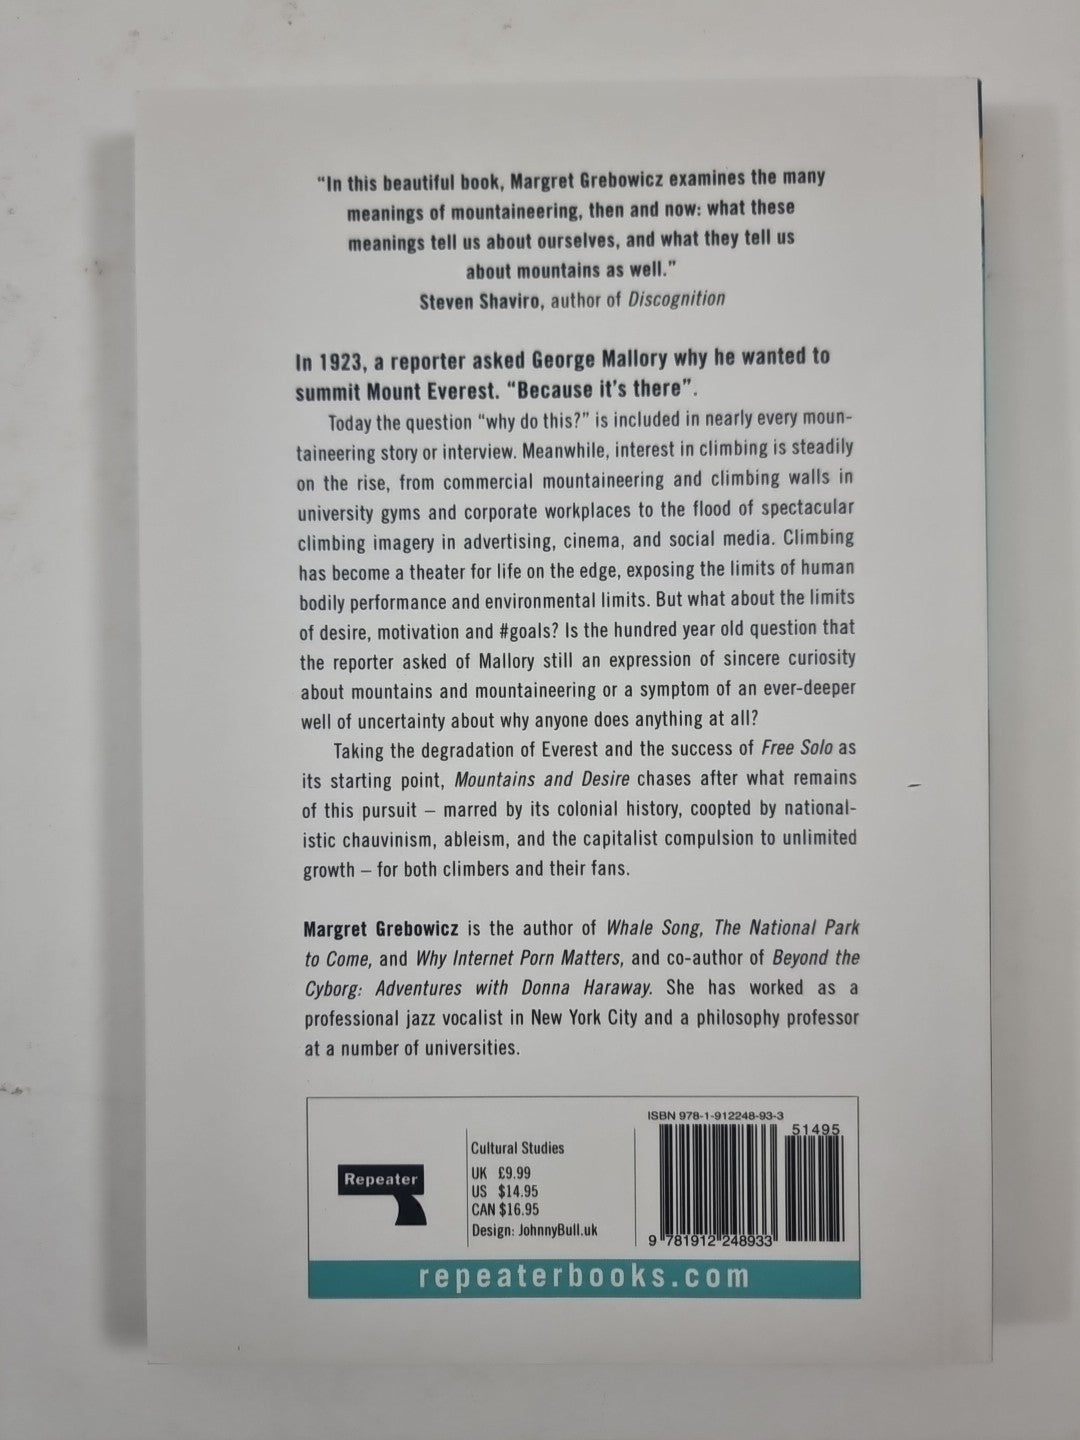 “In this beautiful book, Margret Grebowicz examines the many
meanings of mountaineering, then and now: what these
meanings tell us about ourselves, and what they tell us
about mountains as well.”
Steven Shaviro, author of Discognition
In 1923, a reporter asked George Mallory why he wanted to
summit Mount Everest. “Because it’s there”.
Today the question “why do this?” is included in nearly every moun-
taineering story or interview. Meanwhile, interest in climbing is steadily
on the rise, from commercial mountaineering and climbing walls in
university gyms and corporate workplaces to the flood of spectacular
climbing imagery in advertising, cinema, and social media. Climbing
has become a theater for life on the edge, exposing the limits of human
bodily performance and environmental limits. But what about the limits
of desire, motivation and #goals? Is the hundred year old question that
the reporter asked of Mallory still an expression of sincere curiosity
about mountains and mountaineering or a symptom of an ever-deeper
well of uncertainty about why anyone does anything at all?
Taking the degradation of Everest and the success of Free Solo as
its starting point, Mountains and Desire chases after what remains
of this pursuit – marred by its colonial history, coopted by national-
istic chauvinism, ableism, and the capitalist compulsion to unlimited
growth – for both climbers and their fans.
Margret Grebowicz is the author of Whale Song, The National Park
to Come, and Why Internet Porn Matters, and co-author of Beyond the
Cyborg: Adventures with Donna Haraway. She has worked as a
professional jazz vocalist in New York City and a philosophy professor
at a number of universities.
Repeater
Cultural Studies
UK £9.99
US $14.95
CAN $16.95
Design: JohnnyBull.uk
ISBN 978-1-912248-93-3
51495
9 781912 248933
repeaterbooks.com